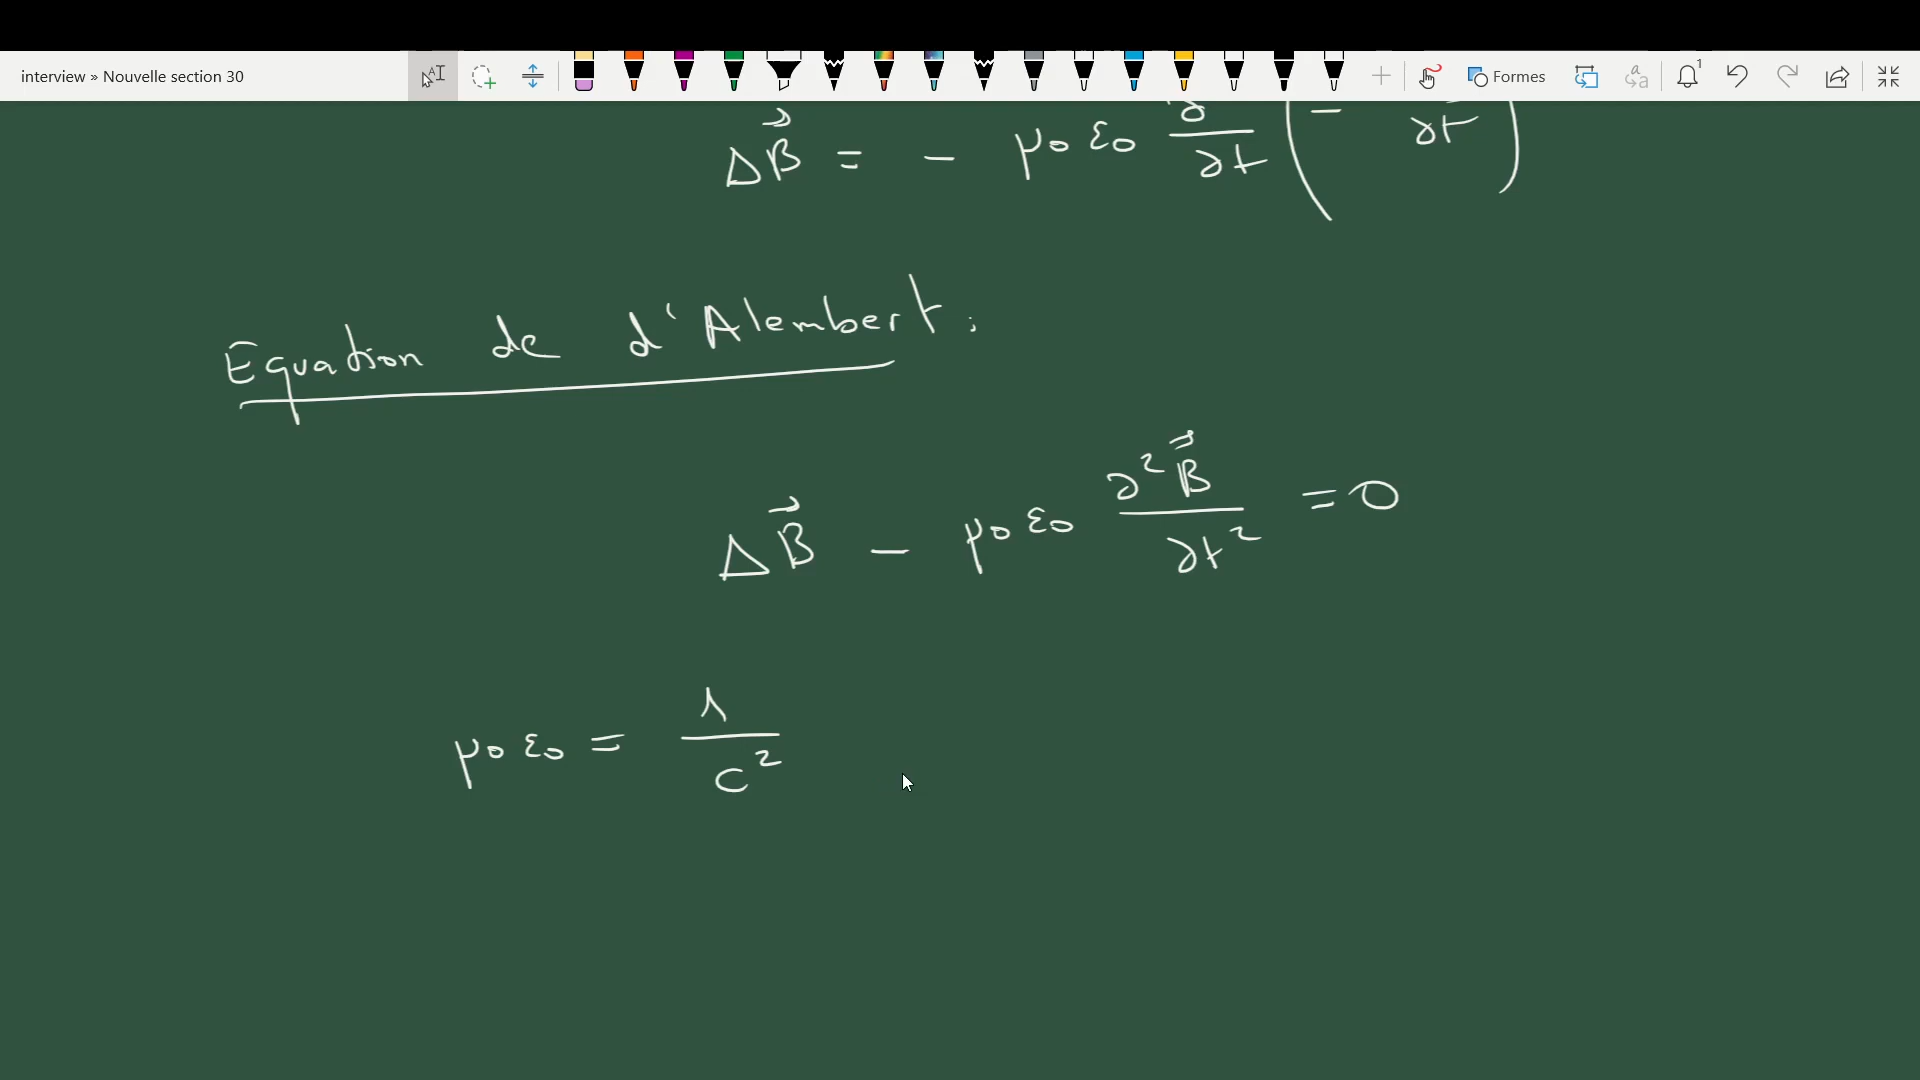 interview » Nouvelle section 30
Formes
1
ΔB⃗ = - μ0 ε0 ∂/∂t ( - /∂t )
Equation de d'Alembert :
ΔB⃗ - μ0 ε0 ∂²B⃗/∂t² = 0
μ0 ε0 = 1/c²